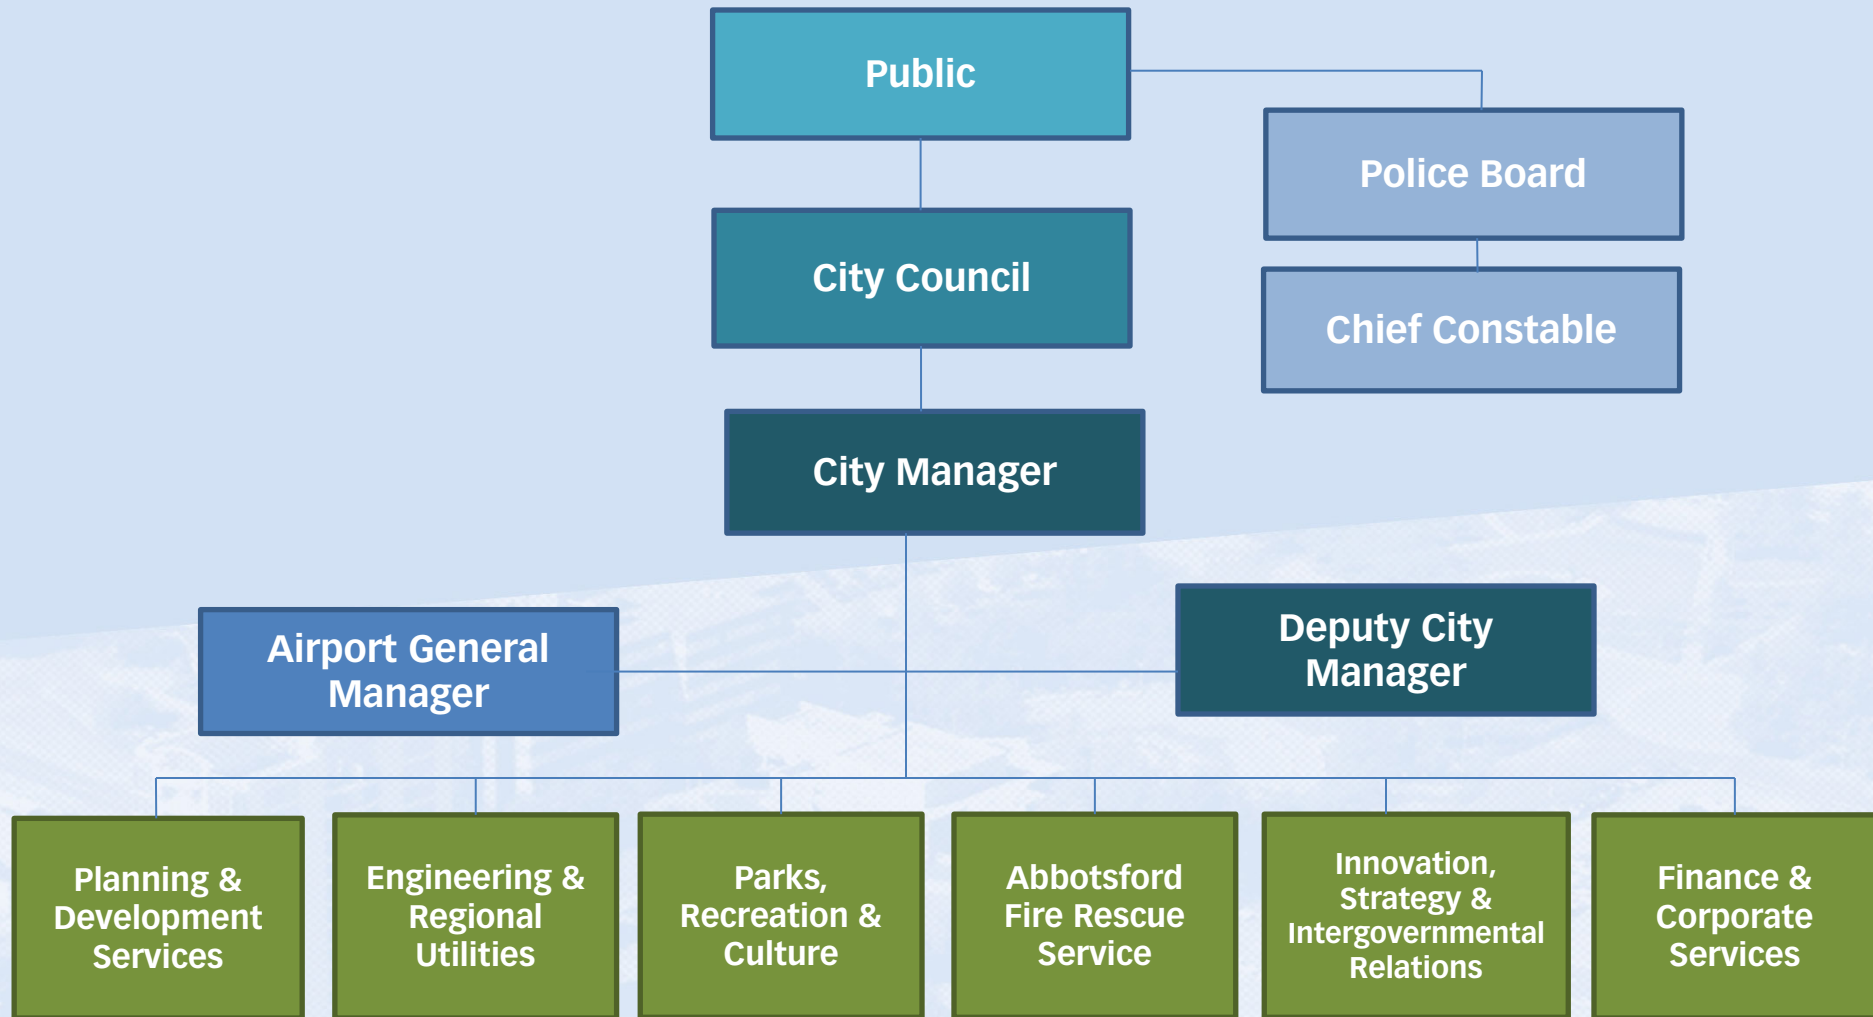 Public
Police Board
City Council
Chief Constable
City Manager
Airport General
Manager
Deputy City
Manager
Planning &
Development
Services
Engineering &
Regional
Utilities
Parks,
Recreation &
Culture
Abbotsford
Fire Rescue
Service
Innovation,
Strategy &
Intergovernmental
Relations
Finance &
Corporate
Services